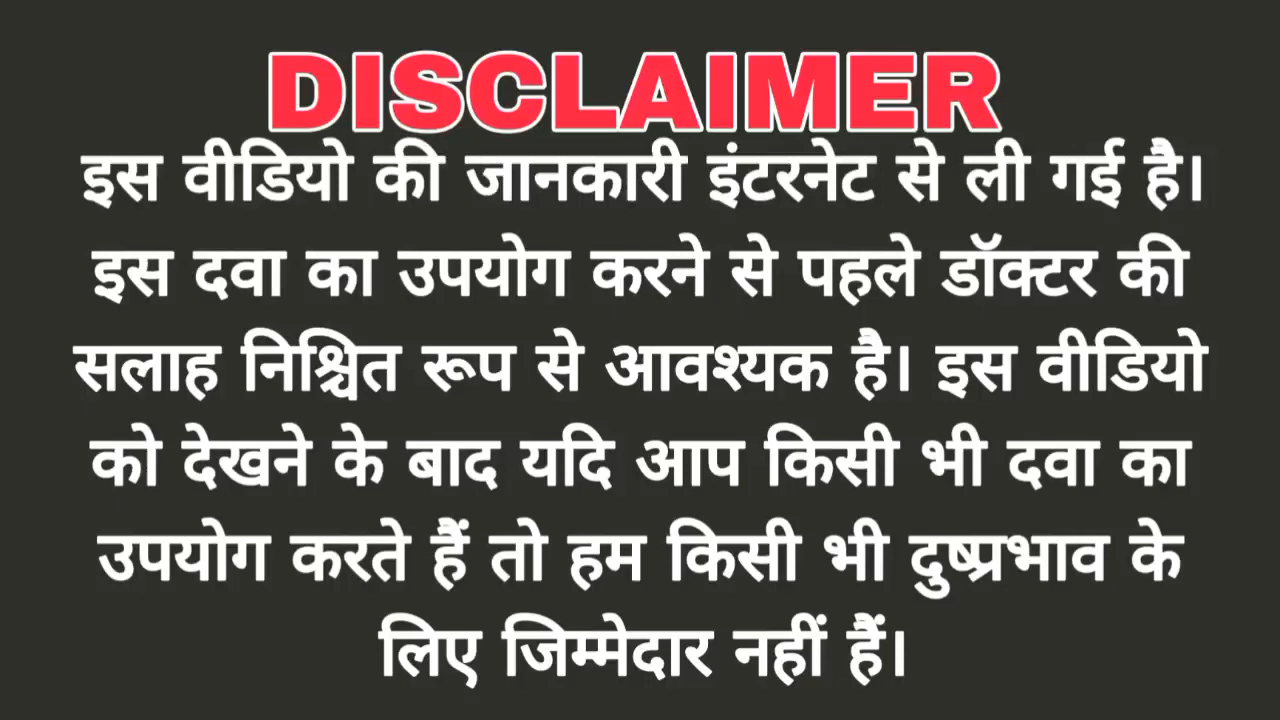 DISCLAIMER
इस वीडियो की जानकारी इंटरनेट से ली गई है।
इस दवा का उपयोग करने से पहले डॉक्टर की
सलाह निश्चित रूप से आवश्यक है। इस वीडियो
को देखने के बाद यदि आप किसी भी दवा का
उपयोग करते हैं तो हम किसी भी दुष्प्रभाव के
लिए जिम्मेदार नहीं हैं।